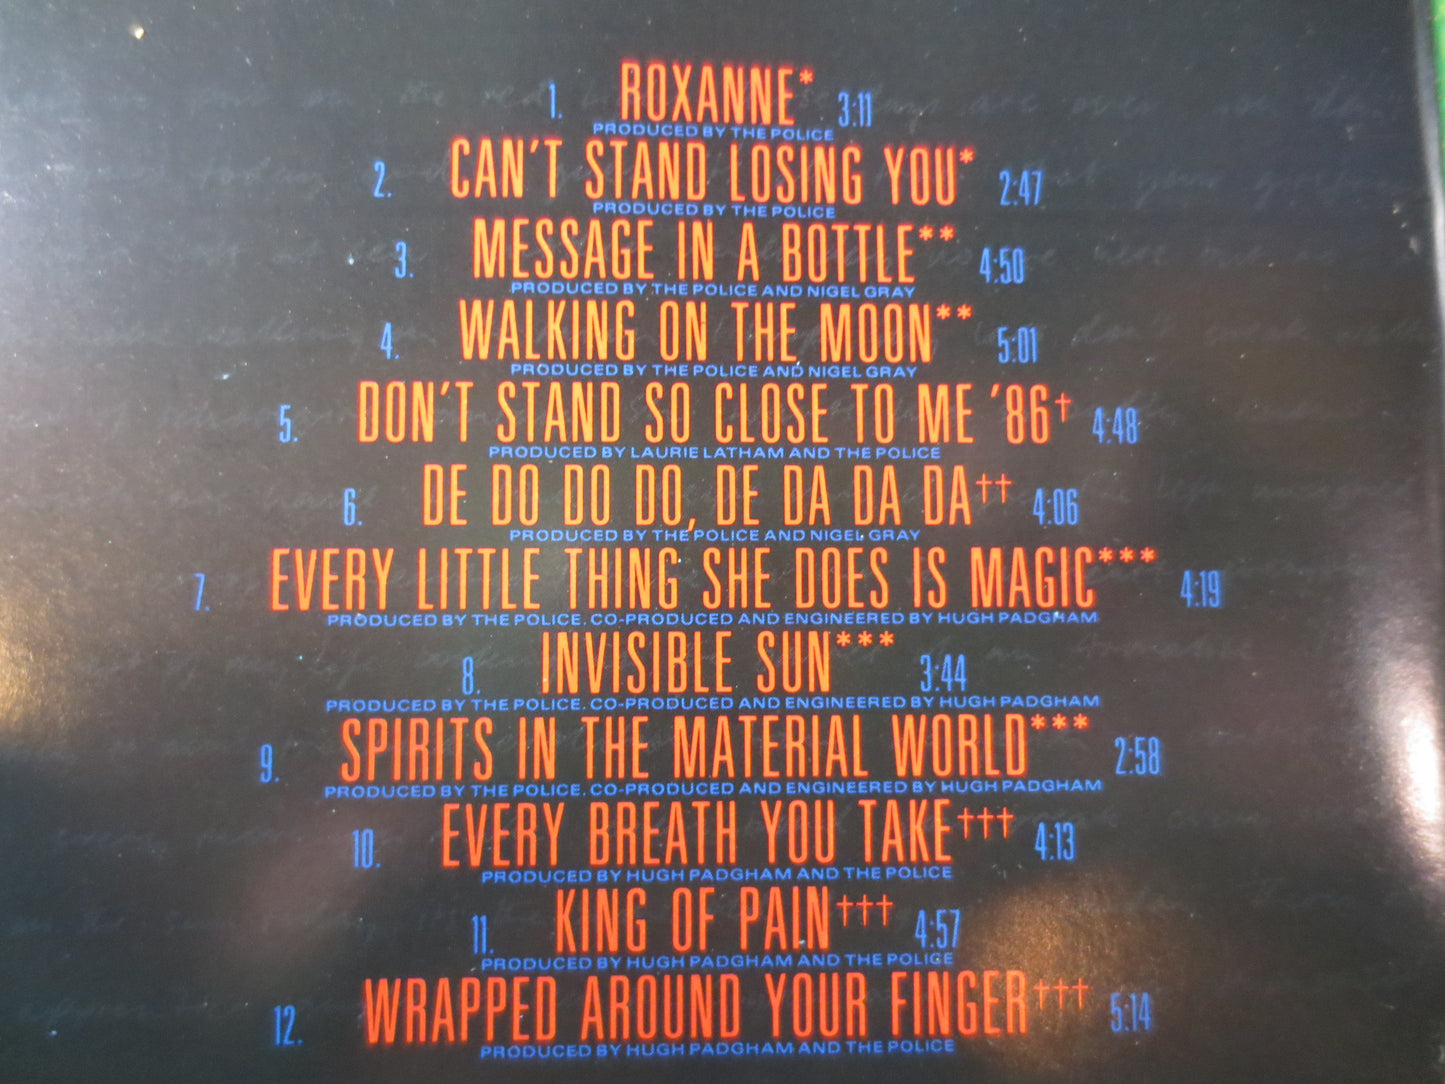 1. ROXANNE* 3:11
PRODUCED BY THE POLICE
2. CAN'T STAND LOSING YOU* 2:47
PRODUCED BY THE POLICE
3. MESSAGE IN A BOTTLE** 4:50
PRODUCED BY THE POLICE AND NIGEL GRAY
4. WALKING ON THE MOON** 5:01
PRODUCED BY THE POLICE AND NIGEL GRAY
5. DON'T STAND SO CLOSE TO ME '86† 4:48
PRODUCED BY LAURIE LATHAM AND THE POLICE
6. DE DO DO DO, DE DA DA DA†† 4:06
PRODUCED BY THE POLICE AND NIGEL GRAY
7. EVERY LITTLE THING SHE DOES IS MAGIC*** 4:19
PRODUCED BY THE POLICE. CO-PRODUCED AND ENGINEERED BY HUGH PADGHAM
8. INVISIBLE SUN*** 3:44
PRODUCED BY THE POLICE. CO-PRODUCED AND ENGINEERED BY HUGH PADGHAM
9. SPIRITS IN THE MATERIAL WORLD*** 2:58
PRODUCED BY THE POLICE. CO-PRODUCED AND ENGINEERED BY HUGH PADGHAM
10. EVERY BREATH YOU TAKE††† 4:13
PRODUCED BY HUGH PADGHAM AND THE POLICE
11. KING OF PAIN††† 4:57
PRODUCED BY HUGH PADGHAM AND THE POLICE
12. WRAPPED AROUND YOUR FINGER††† 5:14
PRODUCED BY HUGH PADGHAM AND THE POLICE